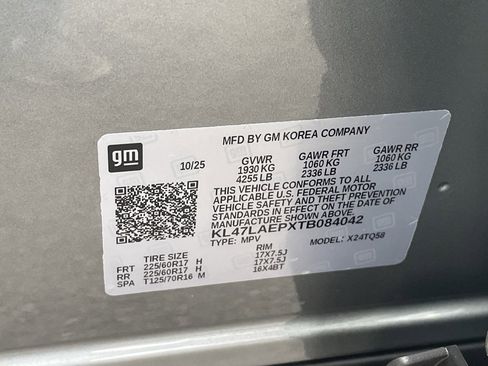 MFD BY GM KOREA COMPANY
gm
10/25 GVWR GAWR FRT GAWR RR
1930 KG 1060 KG 1060 KG
4255 LB 2336 LB 2336 LB
THIS VEHICLE CONFORMS TO ALL
APPLICABLE U.S. FEDERAL MOTOR
VEHICLE SAFETY AND THEFT PREVENTION
STANDARDS IN EFFECT ON THE DATE OF
MANUFACTURE SHOWN ABOVE.
KL47LAEPXTB084042
TYPE: MPV MODEL: X24TQ58
TIRE SIZE RIM
FRT 225/60R17 H 17X7.5J
RR 225/60R17 H 17X7.5J
SPA T125/70R16 M 16X4BT